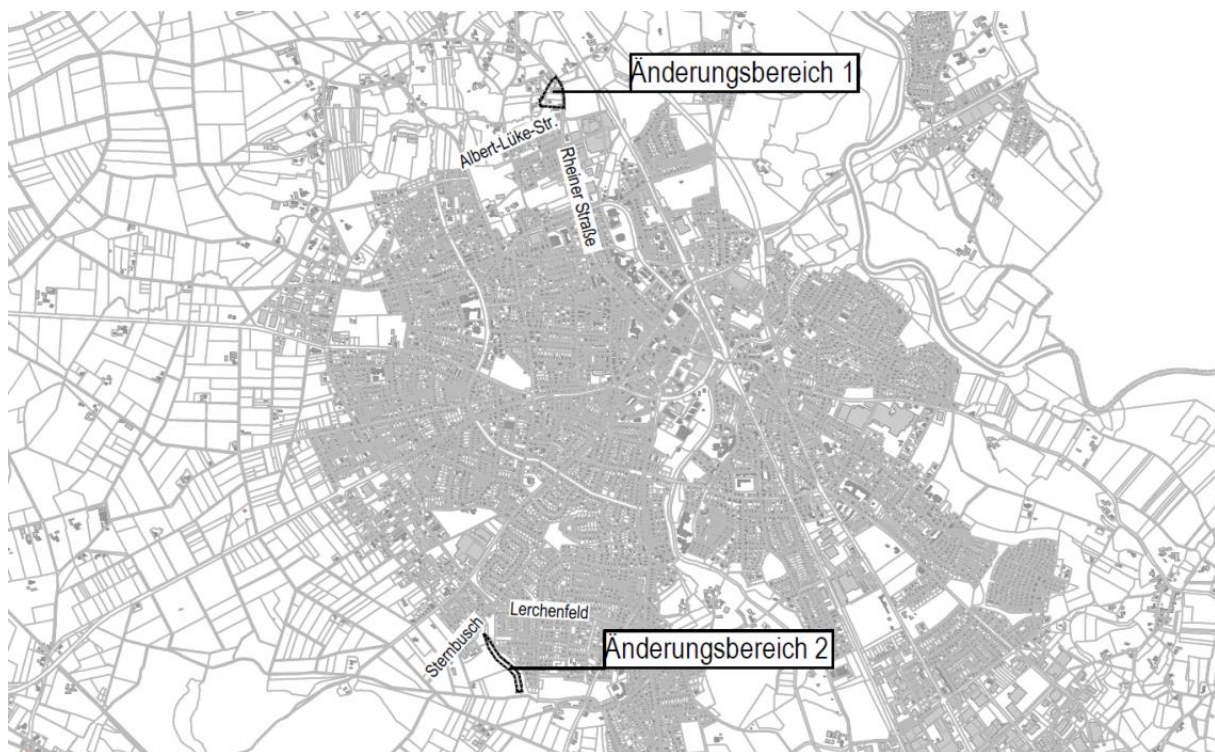 Änderungsbereich 1
Albert-Lüke-Str.
Rheiner Straße
Lerchenfeld
Sternbusch
Änderungsbereich 2